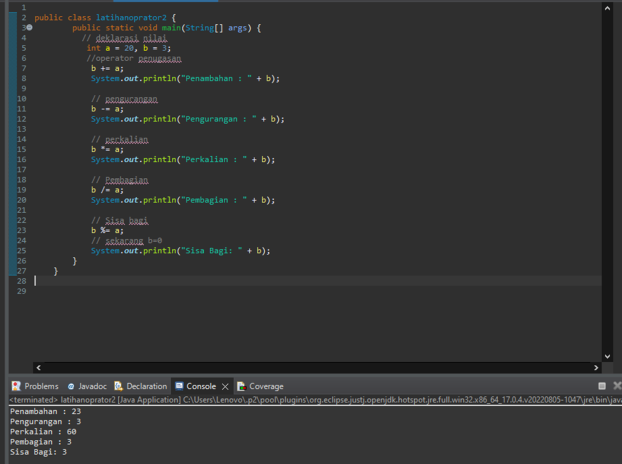 1
2 public class latihanoprator2 {
3 public static void main(String[] args) {
4 // deklarasi nilai
5 int a = 20, b = 3;
6 //operator penugasan
7 b += a;
8 System.out.println("Penambahan : " + b);
9
10 // pengurangan
11 b -= a;
12 System.out.println("Pengurangan : " + b);
13
14 // perkalian
15 b *= a;
16 System.out.println("Perkalian : " + b);
17
18 // Pembagian
19 b /= a;
20 System.out.println("Pembagian : " + b);
21
22 // Sisa bagi
23 b %= a;
24 // sekarang b=0
25 System.out.println("Sisa Bagi: " + b);
26 }
27 }
28
29
Problems Javadoc Declaration Console Coverage
<terminated> latihanoprator2 [Java Application] C:\Users\Lenovo\.p2\pool\plugins\org.eclipse.justj.openjdk.hotspot.jre.full.win32.x86_64_17.0.4.v20220805-1047\jre\bin\java
Penambahan : 23
Pengurangan : 3
Perkalian : 60
Pembagian : 3
Sisa Bagi: 3